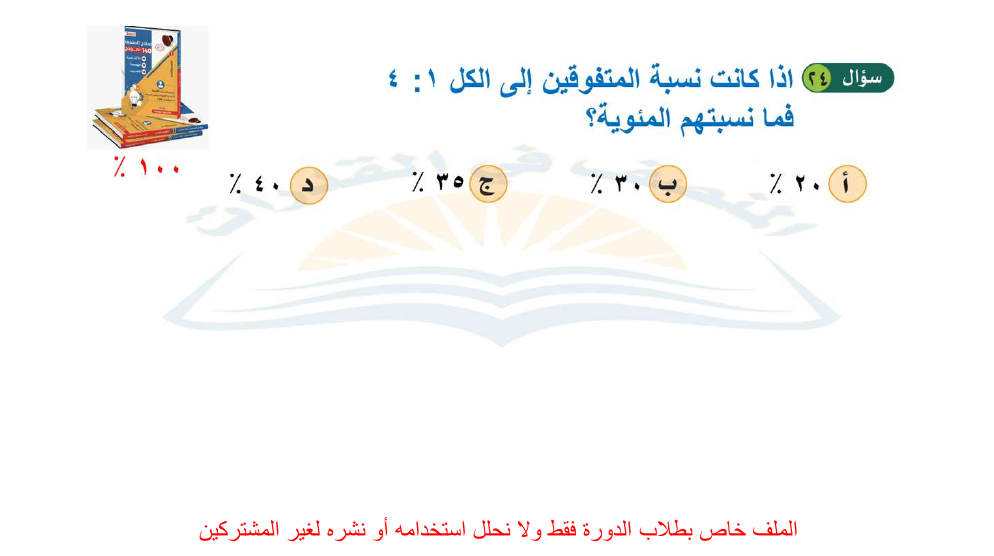 سؤال ٢٤ اذا كانت نسبة المتفوقين إلى الكل ١ : ٤
فما نسبتهم المئوية؟
أ ٢٠ ٪ ب ٣٠ ٪ ج ٣٥ ٪ د ٤٠ ٪
١٠٠ ٪
الملف خاص بطلاب الدورة فقط ولا نحلل استخدامه أو نشره لغير المشتركين